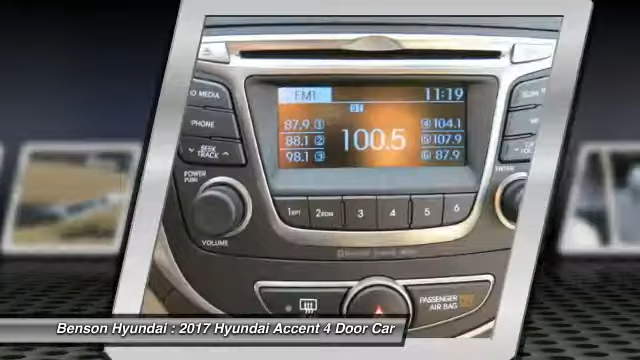 FM1 11:19
ST
87.9 1 4 104.1
88.1 2 100.5 5 107.9
98.1 3 6 87.9
MEDIA
PHONE
SEEK
TRACK
POWER
PUSH
VOLUME
1 RPT 2 RDM 3 4 5 6
PASSENGER
AIR BAG
Benson Hyundai : 2017 Hyundai Accent 4 Door Car